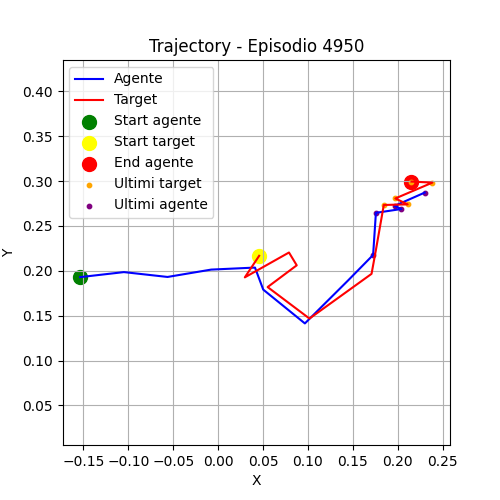 Trajectory - Episodio 4950
Agente
Target
Start agente
Start target
End agente
Ultimi target
Ultimi agente
Y
0.40
0.35
0.30
0.25
0.20
0.15
0.10
0.05
−0.15 −0.10 −0.05 0.00 0.05 0.10 0.15 0.20 0.25
X